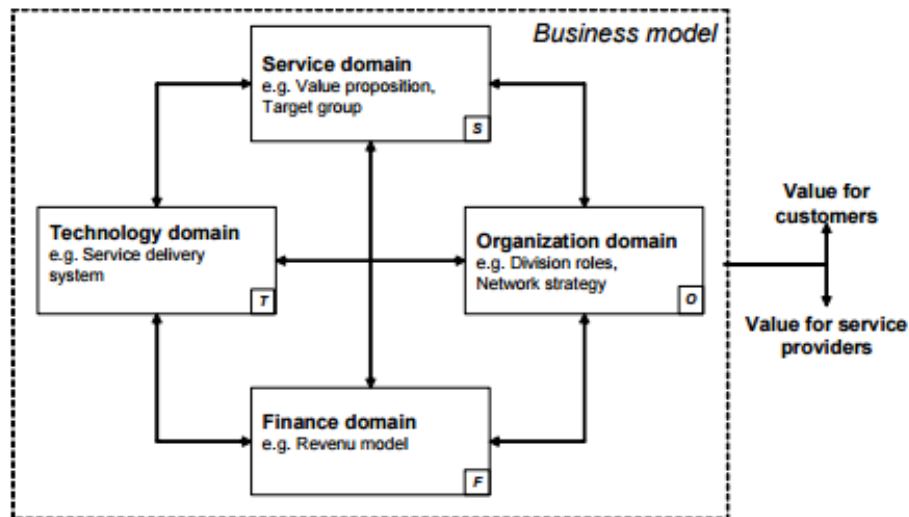 Business model
Service domain
e.g. Value proposition,
Target group
S
Technology domain
e.g. Service delivery
system
T
Organization domain
e.g. Division roles,
Network strategy
O
Value for
customers
Value for service
providers
Finance domain
e.g. Revenu model
F